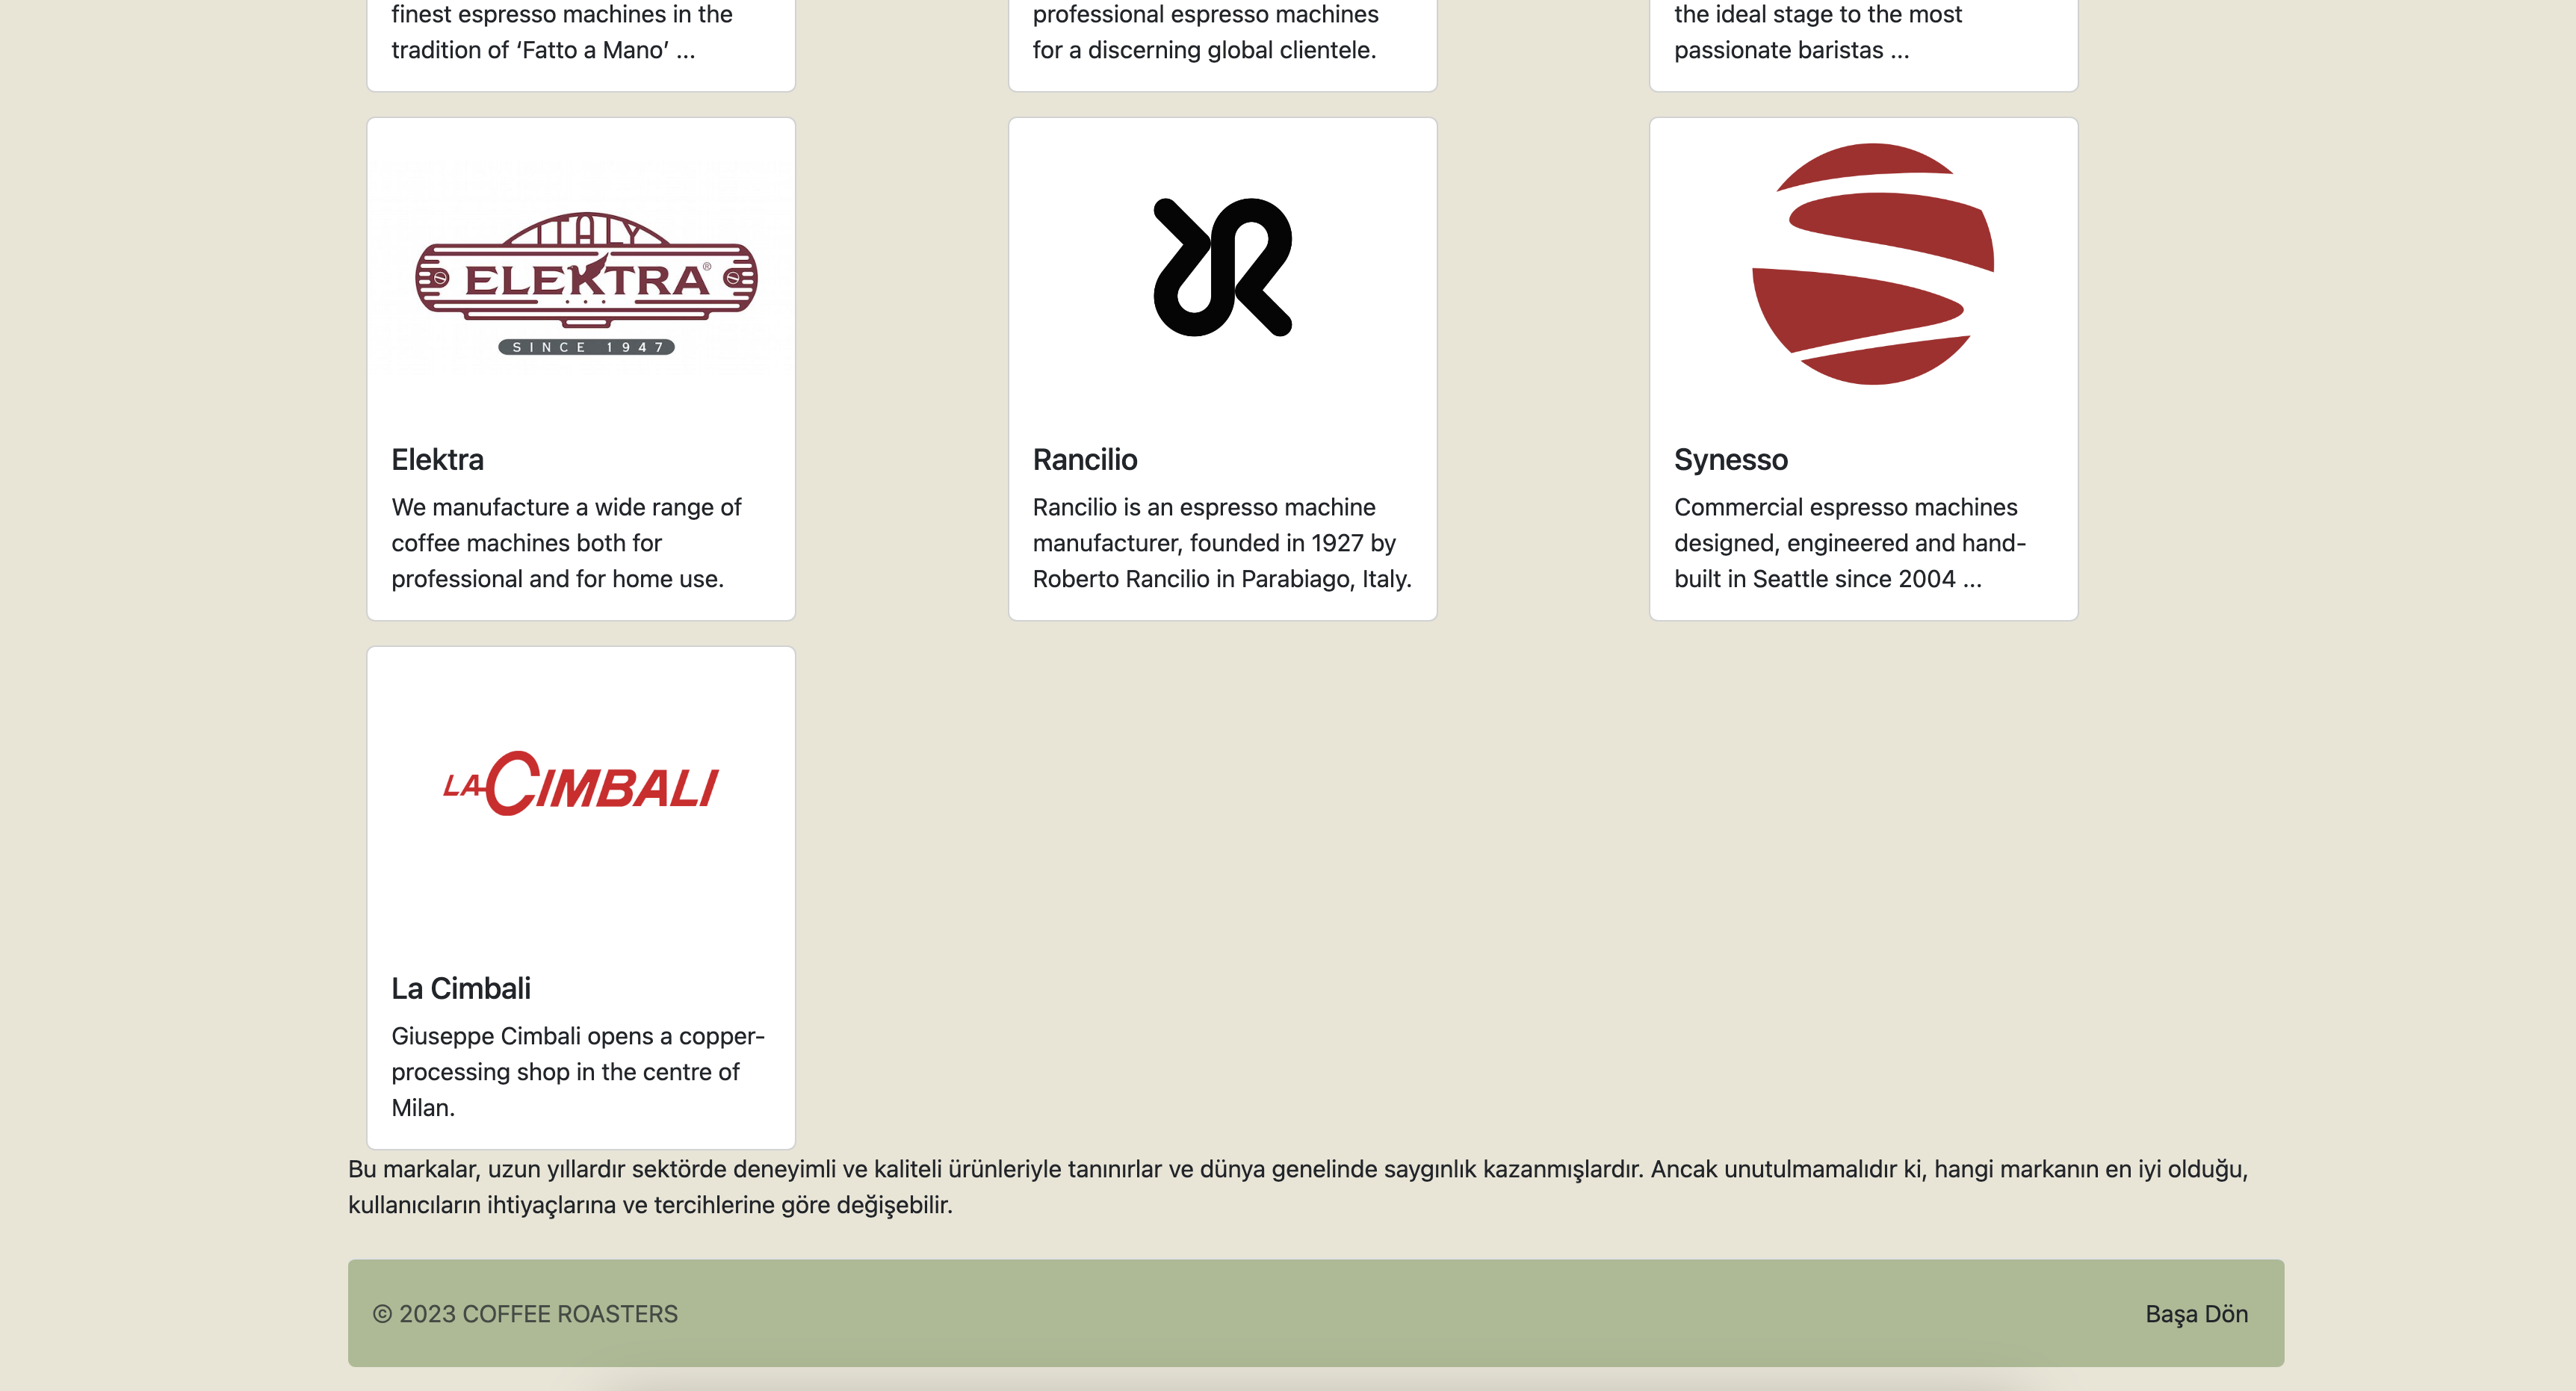 finest espresso machines in the
tradition of ‘Fatto a Mano’ ...
professional espresso machines
for a discerning global clientele.
the ideal stage to the most
passionate baristas ...
ITALY
ELEKTRA®
SINCE 1947
Elektra
We manufacture a wide range of
coffee machines both for
professional and for home use.
Rancilio
Rancilio is an espresso machine
manufacturer, founded in 1927 by
Roberto Rancilio in Parabiago, Italy.
Synesso
Commercial espresso machines
designed, engineered and hand-
built in Seattle since 2004 ...
LA CIMBALI
La Cimbali
Giuseppe Cimbali opens a copper-
processing shop in the centre of
Milan.
Bu markalar, uzun yıllardır sektörde deneyimli ve kaliteli ürünleriyle tanınırlar ve dünya genelinde saygınlık kazanmışlardır. Ancak unutulmamalıdır ki, hangi markanın en iyi olduğu,
kullanıcıların ihtiyaçlarına ve tercihlerine göre değişebilir.
© 2023 COFFEE ROASTERS
Başa Dön